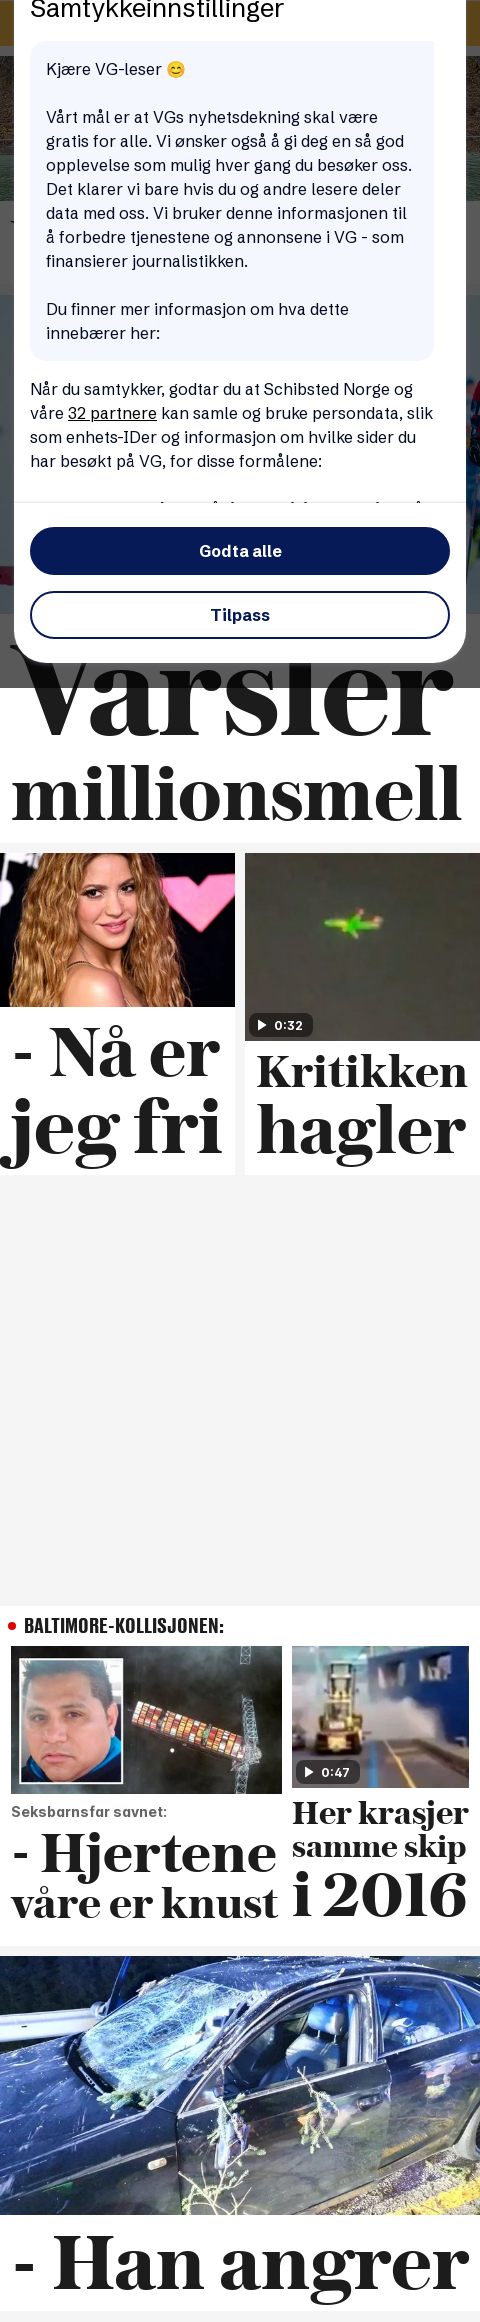 Samtykkeinnstillinger
Kjære VG-leser 😊
Vårt mål er at VGs nyhetsdekning skal være
gratis for alle. Vi ønsker også å gi deg en så god
opplevelse som mulig hver gang du besøker oss.
Det klarer vi bare hvis du og andre lesere deler
data med oss. Vi bruker denne informasjonen til
å forbedre tjenestene og annonsene i VG - som
finansierer journalistikken.
Du finner mer informasjon om hva dette
innebærer her:
Når du samtykker, godtar du at Schibsted Norge og
våre 32 partnere kan samle og bruke persondata, slik
som enhets-IDer og informasjon om hvilke sider du
har besøkt på VG, for disse formålene:
Godta alle
Tilpass
Varsler
millionsmell
- Nå er
jeg fri
0:32
Kritikken
hagler
BALTIMORE-KOLLISJONEN:
Seksbarnsfar savnet:
- Hjertene
våre er knust
0:47
Her krasjer
samme skip
i 2016
- Han angrer